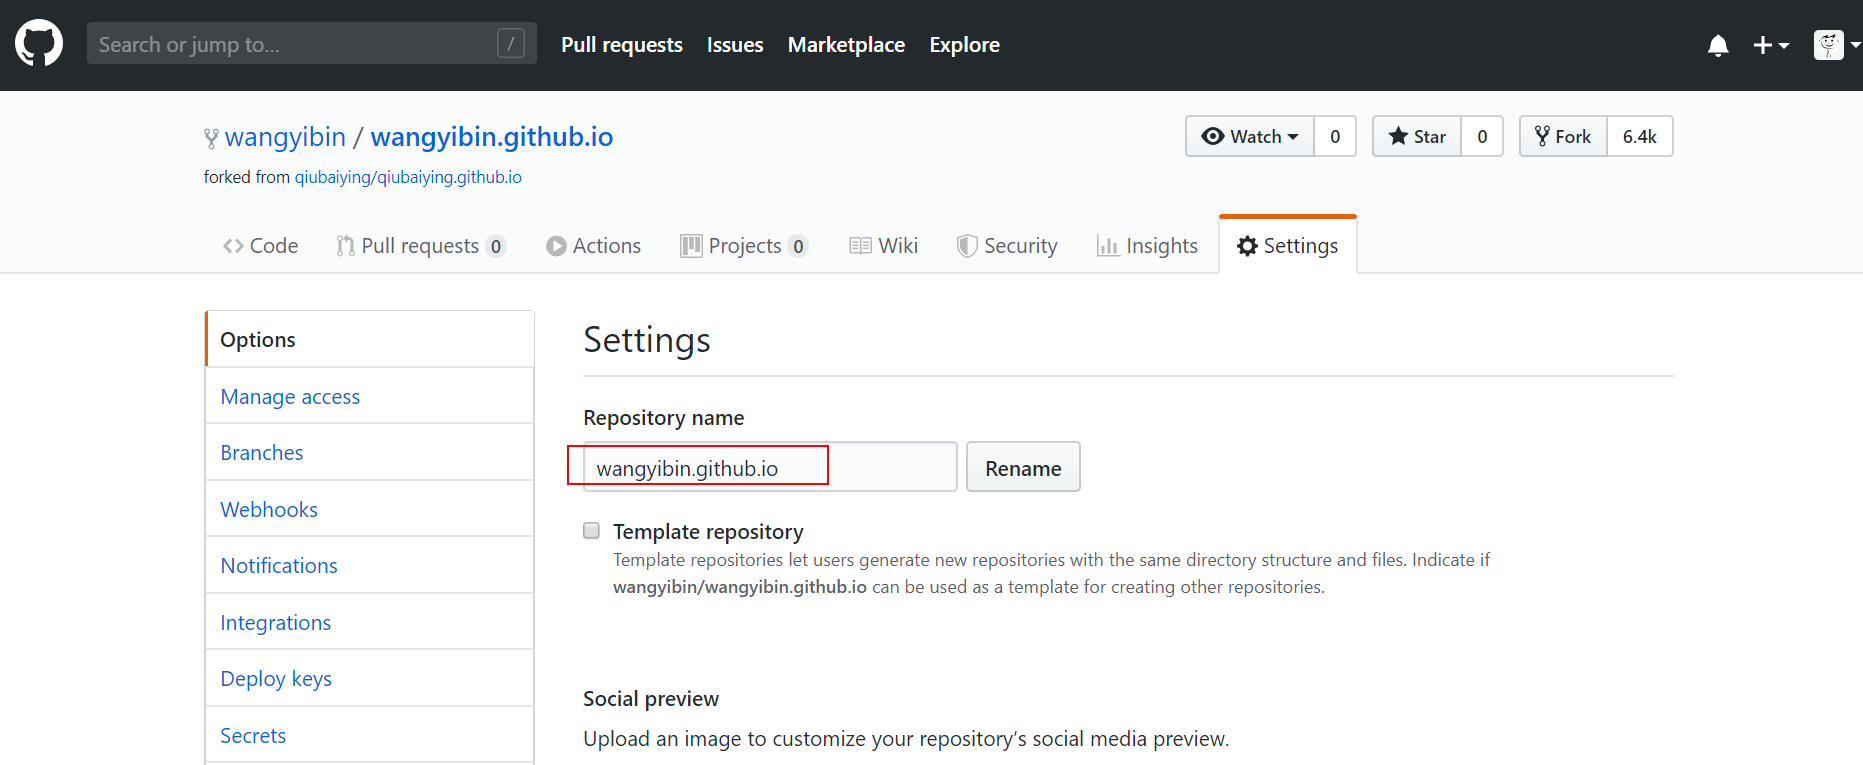 Search or jump to... /
Pull requests Issues Marketplace Explore
wangyibin / wangyibin.github.io
Watch 0 Star 0 Fork 6.4k
forked from qiubaiying/qiubaiying.github.io
Code Pull requests 0 Actions Projects 0 Wiki Security Insights Settings
Options
Manage access
Branches
Webhooks
Notifications
Integrations
Deploy keys
Secrets
Settings
Repository name
wangyibin.github.io Rename
Template repository
Template repositories let users generate new repositories with the same directory structure and files. Indicate if
wangyibin/wangyibin.github.io can be used as a template for creating other repositories.
Social preview
Upload an image to customize your repository’s social media preview.